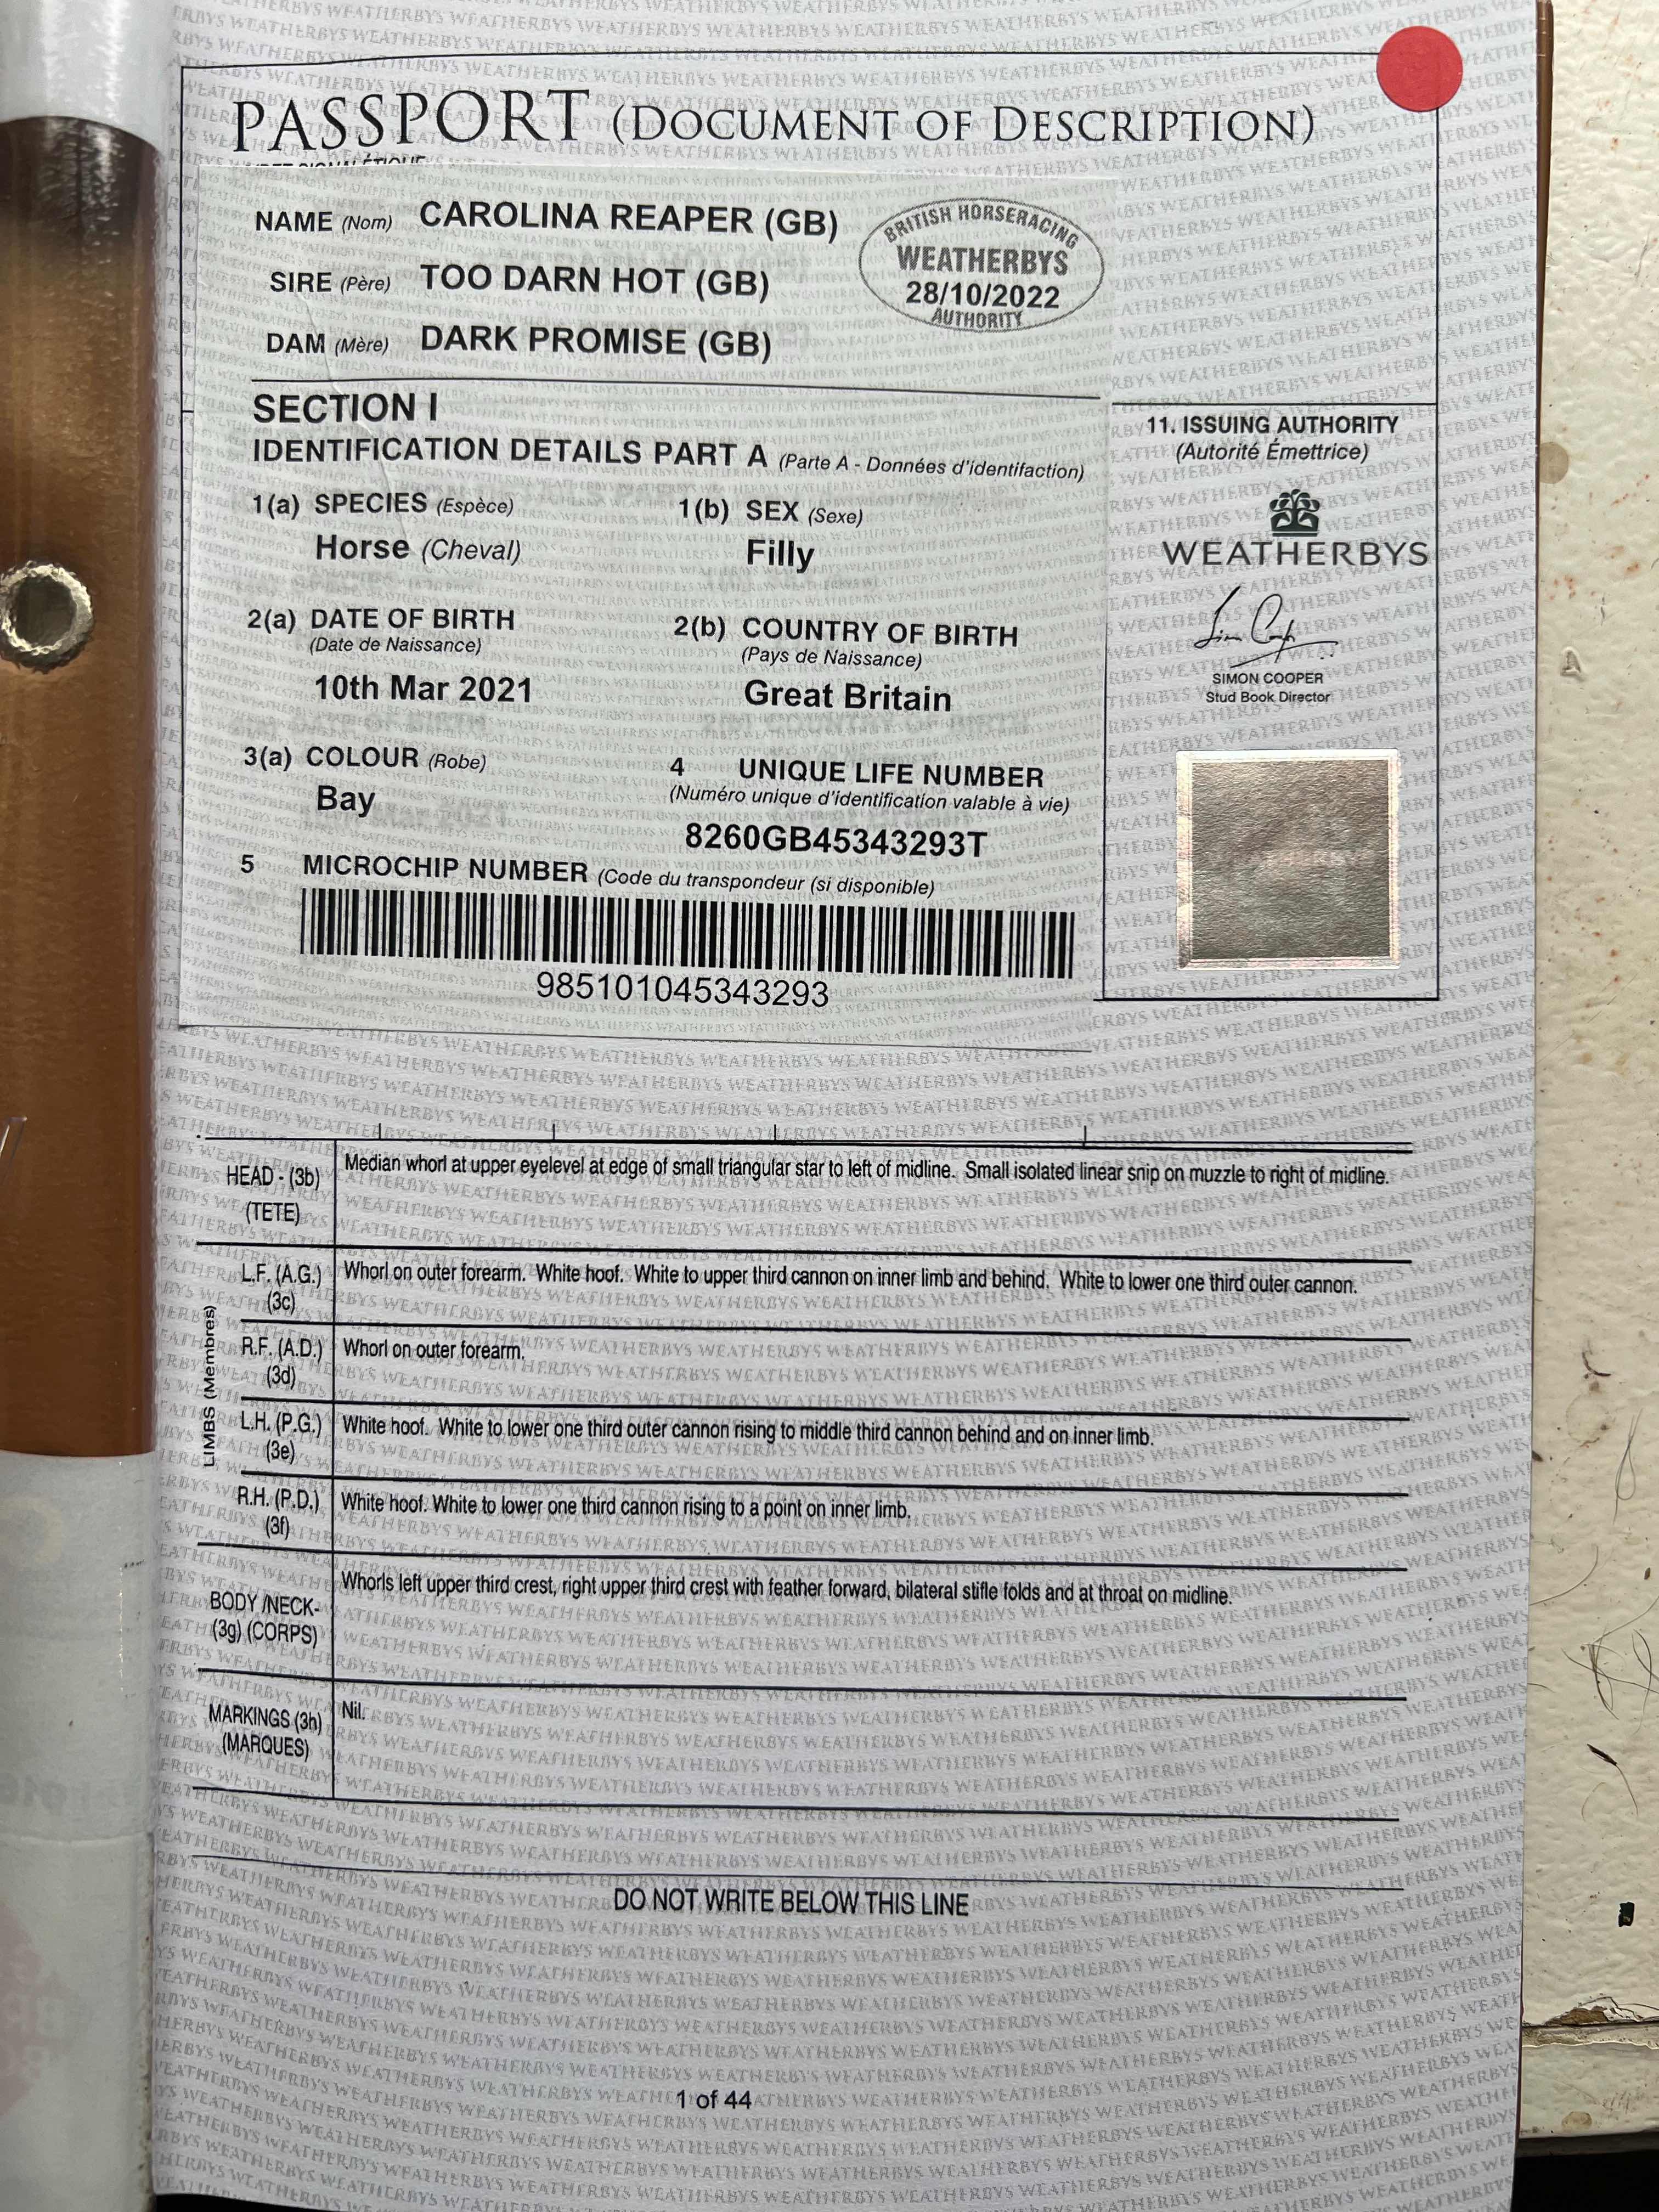 PASSPORT (DOCUMENT OF DESCRIPTION)
NAME (Nom) CAROLINA REAPER (GB)
SIRE (Père) TOO DARN HOT (GB)
DAM (Mère) DARK PROMISE (GB)
BRITISH HORSERACING
WEATHERBYS
28/10/2022
AUTHORITY
SECTION I
IDENTIFICATION DETAILS PART A (Parte A - Données d'identifaction)
1(a) SPECIES (Espèce)
Horse (Cheval)
1(b) SEX (Sexe)
Filly
2(a) DATE OF BIRTH
(Date de Naissance)
10th Mar 2021
2(b) COUNTRY OF BIRTH
(Pays de Naissance)
Great Britain
3(a) COLOUR (Robe)
Bay
4 UNIQUE LIFE NUMBER
(Numéro unique d'identification valable à vie)
8260GB45343293T
5 MICROCHIP NUMBER (Code du transpondeur (si disponible)
985101045343293
11. ISSUING AUTHORITY
(Autorité Émettrice)
WEATHERBYS
SIMON COOPER
Stud Book Director
HEAD - (3b)
(TETE)
Median whorl at upper eyelevel at edge of small triangular star to left of midline. Small isolated linear snip on muzzle to right of midline.
LIMBS (Membres)
L.F. (A.G.)
(3c)
Whorl on outer forearm. White hoof. White to upper third cannon on inner limb and behind. White to lower one third outer cannon.
R.F. (A.D.)
(3d)
Whorl on outer forearm.
L.H. (P.G.)
(3e)
White hoof. White to lower one third outer cannon rising to middle third cannon behind and on inner limb.
R.H. (P.D.)
(3f)
White hoof. White to lower one third cannon rising to a point on inner limb.
BODY /NECK-
(3g) (CORPS)
Whorls left upper third crest, right upper third crest with feather forward, bilateral stifle folds and at throat on midline.
MARKINGS (3h)
(MARQUES)
Nil.
DO NOT WRITE BELOW THIS LINE
1 of 44